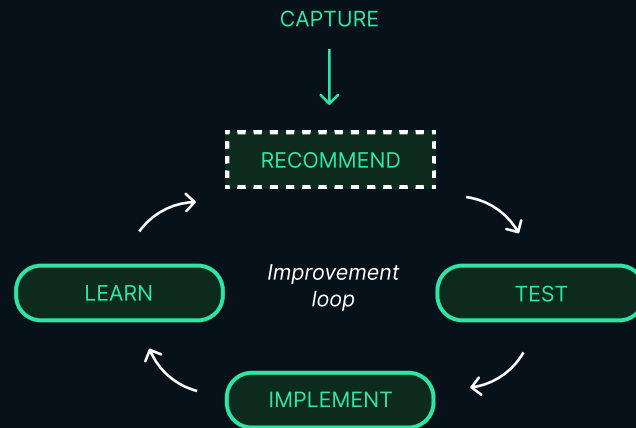 CAPTURE
RECOMMEND
LEARN
Improvement
loop
TEST
IMPLEMENT